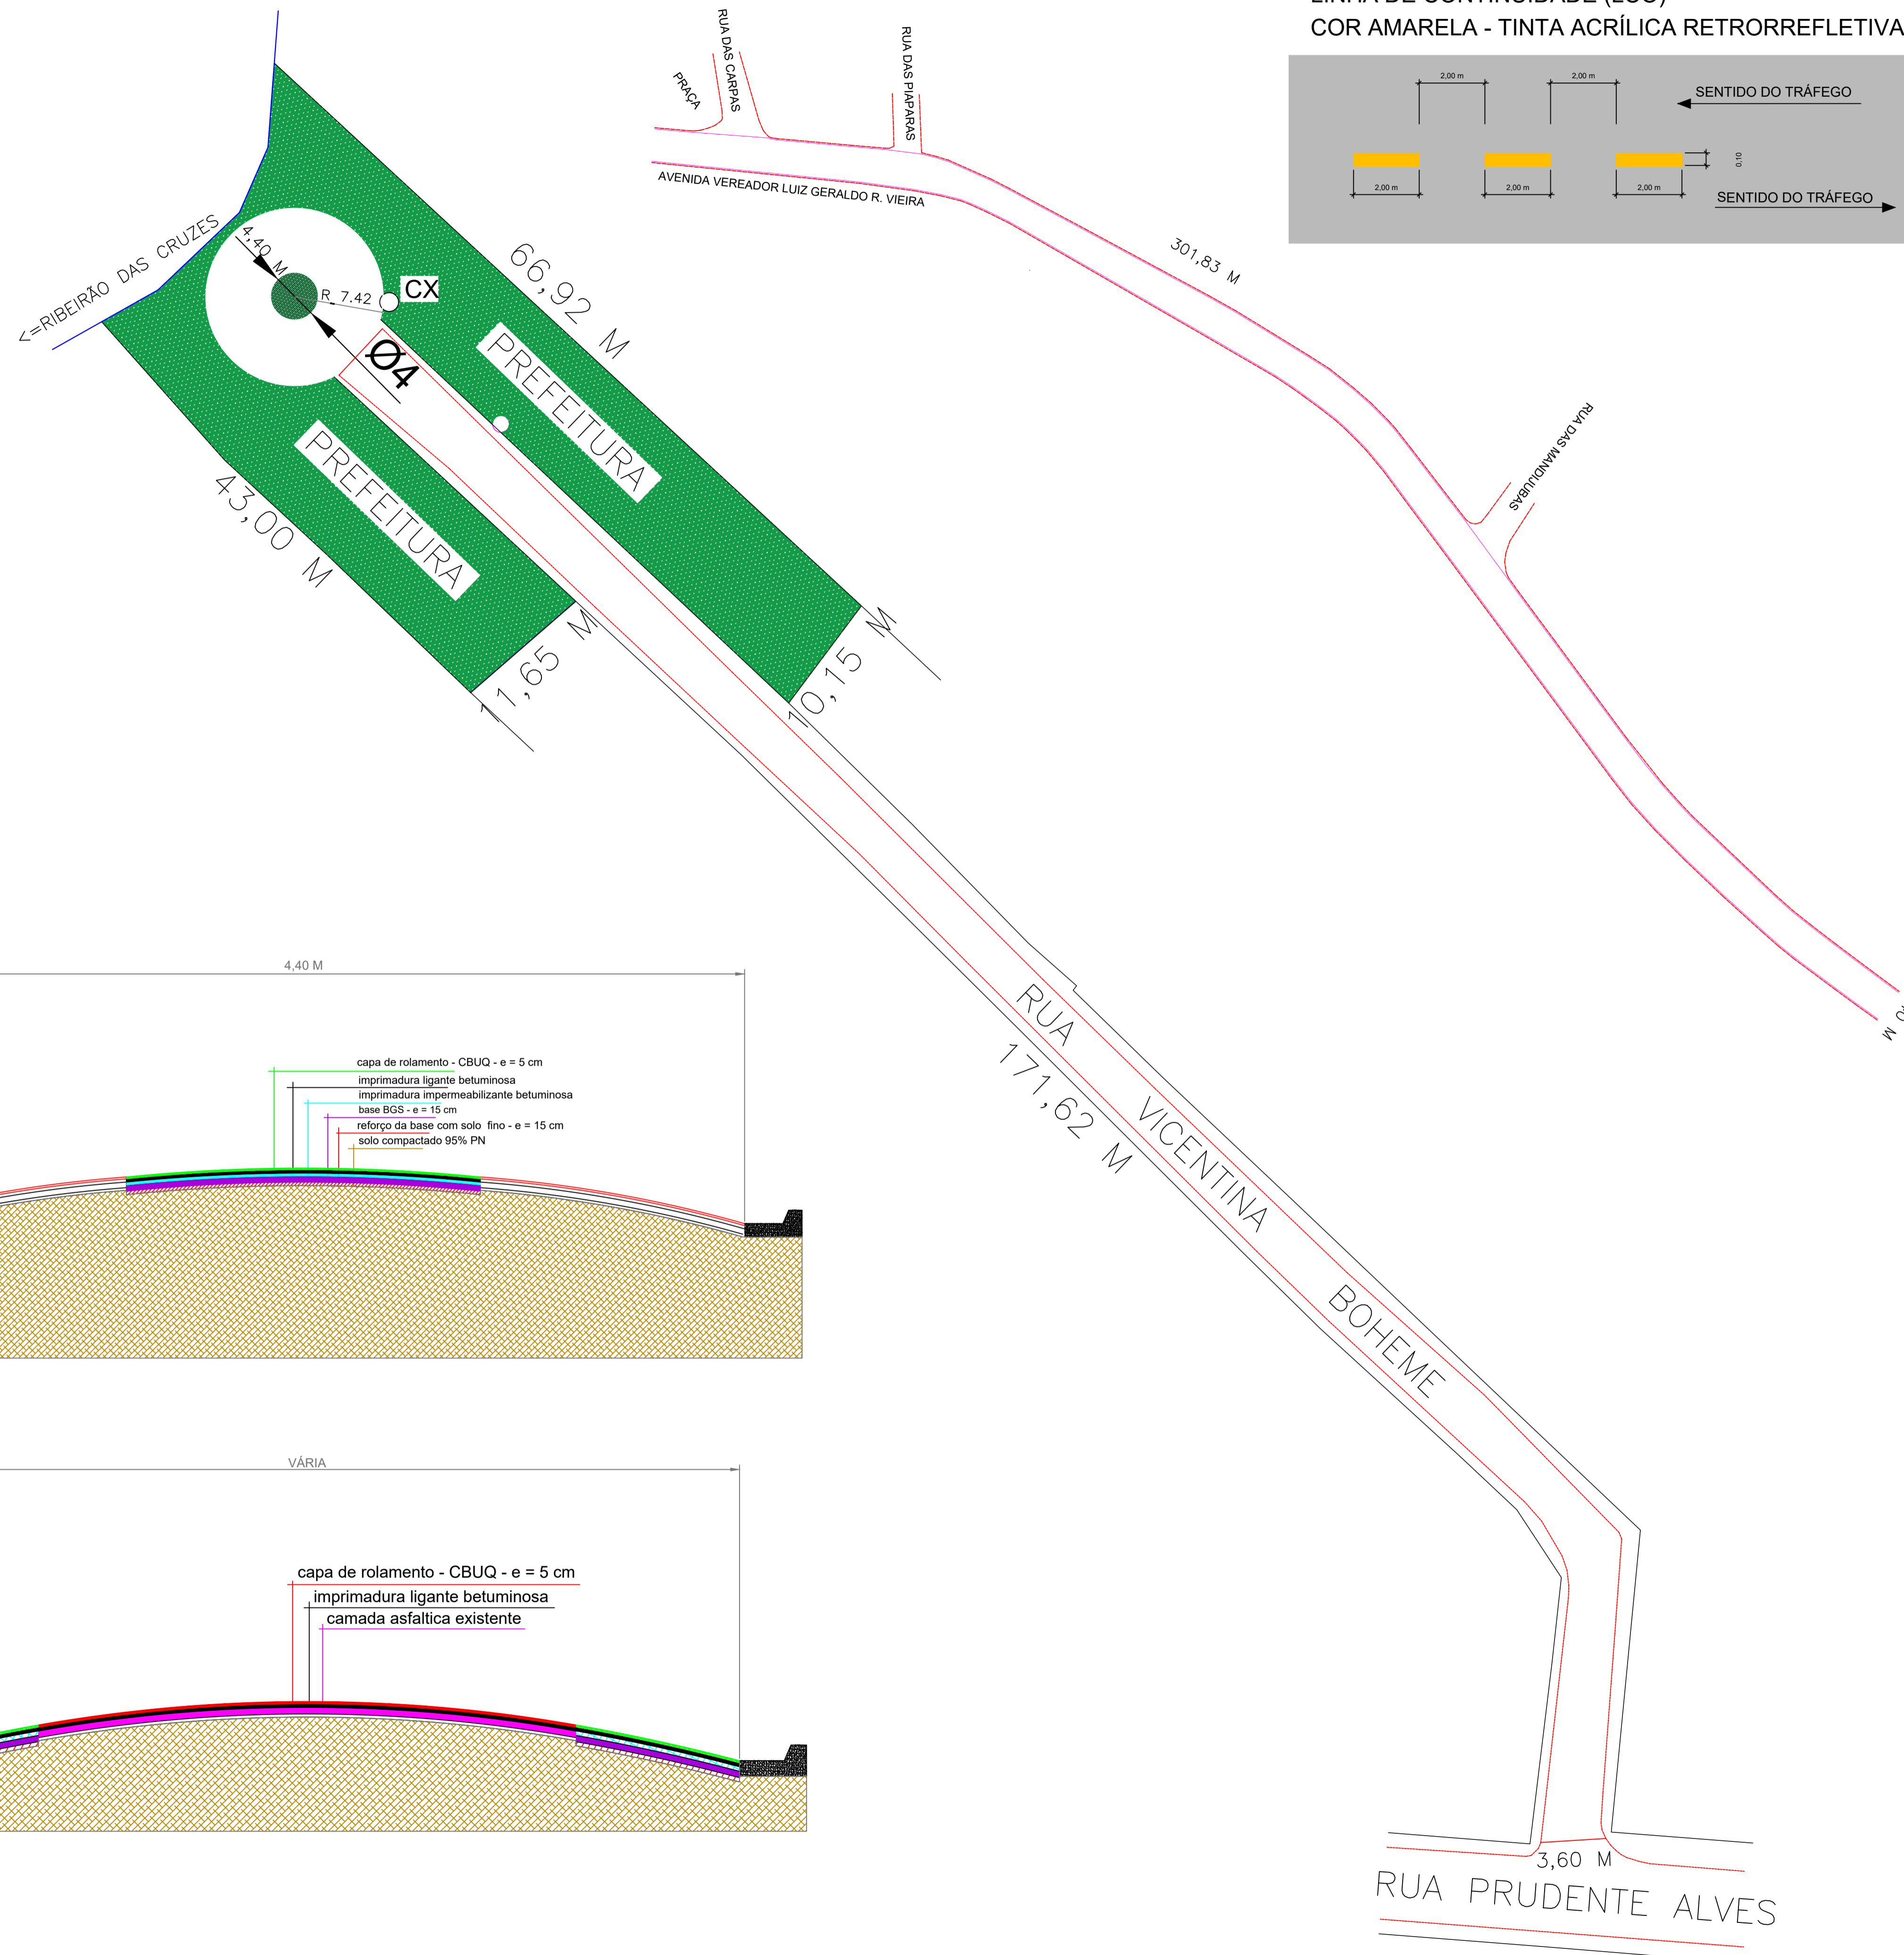 COR AMARELA - TINTA ACRÍLICA RETRORREFLETIVA
2,00 m
2,00 m
SENTIDO DO TRÁFEGO
0,10
2,00 m
2,00 m
2,00 m
SENTIDO DO TRÁFEGO
PRAÇA
RUA DAS CARPAS
RUA DAS PIAPARAS
AVENIDA VEREADOR LUIZ GERALDO R. VIEIRA
301,83 M
RUA DAS MANDIJUBAS
<=RIBEIRÃO DAS CRUZES
4,40 M
R_7.42
CX
Ø4
66,92 M
PREFEITURA
PREFEITURA
43,00 M
11,65 M
10,15 M
RUA VICENTINA BOHEME
171,62 M
4,40 M
capa de rolamento - CBUQ - e = 5 cm
imprimadura ligante betuminosa
imprimadura impermeabilizante betuminosa
base BGS - e = 15 cm
reforço da base com solo fino - e = 15 cm
solo compactado 95% PN
VÁRIA
capa de rolamento - CBUQ - e = 5 cm
imprimadura ligante betuminosa
camada asfaltica existente
3,60 M
RUA PRUDENTE ALVES